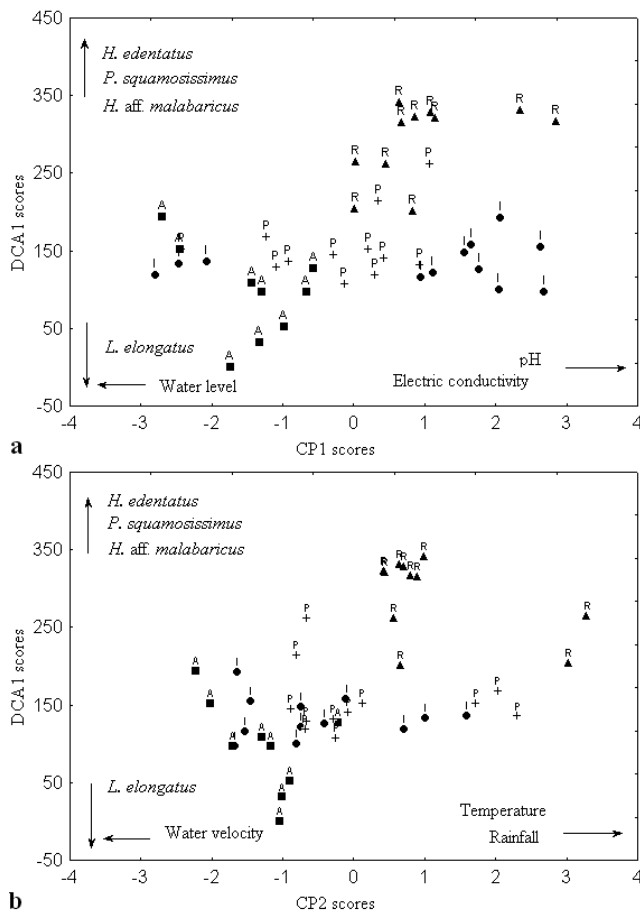 450
H. edentatus
350
P. squamosissimus
H. aff. malabaricus
R R R R R R R R
250
R R P
R R P
DCA1 scores
150
A A P I I I
P P P P P P P I I I I I I
A A A A
50
A A
L. elongatus
A
pH
Water level
Electric conductivity
-50
-4 -3 -2 -1 0 1 2 3 4
CP1 scores
a
450
H. edentatus
P. squamosissimus
H. aff. malabaricus
350
R R R R R R R
250
P R R
P R R
DCA1 scores
150
A I A I P P P P P P P P P P
I I I I I I I I I
A A A A A
50
A A A
L. elongatus
Temperature
Water velocity
Rainfall
-50
-4 -3 -2 -1 0 1 2 3 4
CP2 scores
b